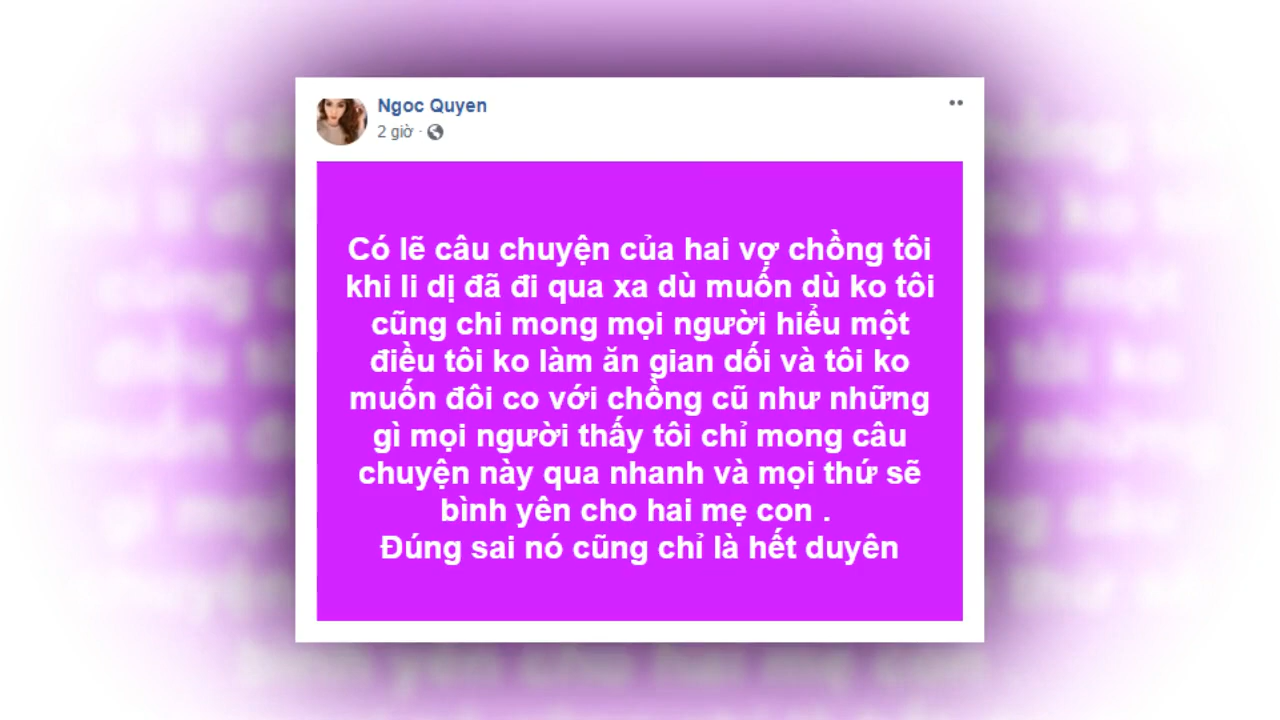 Ngoc Quyen
2 giờ ·
Có lẽ câu chuyện của hai vợ chồng tôi
khi li dị đã đi qua xa dù muốn dù ko tôi
cũng chi mong mọi người hiểu một
điều tôi ko làm ăn gian dối và tôi ko
muốn đôi co với chồng cũ như những
gì mọi người thấy tôi chỉ mong câu
chuyện này qua nhanh và mọi thứ sẽ
bình yên cho hai mẹ con .
Đúng sai nó cũng chỉ là hết duyên